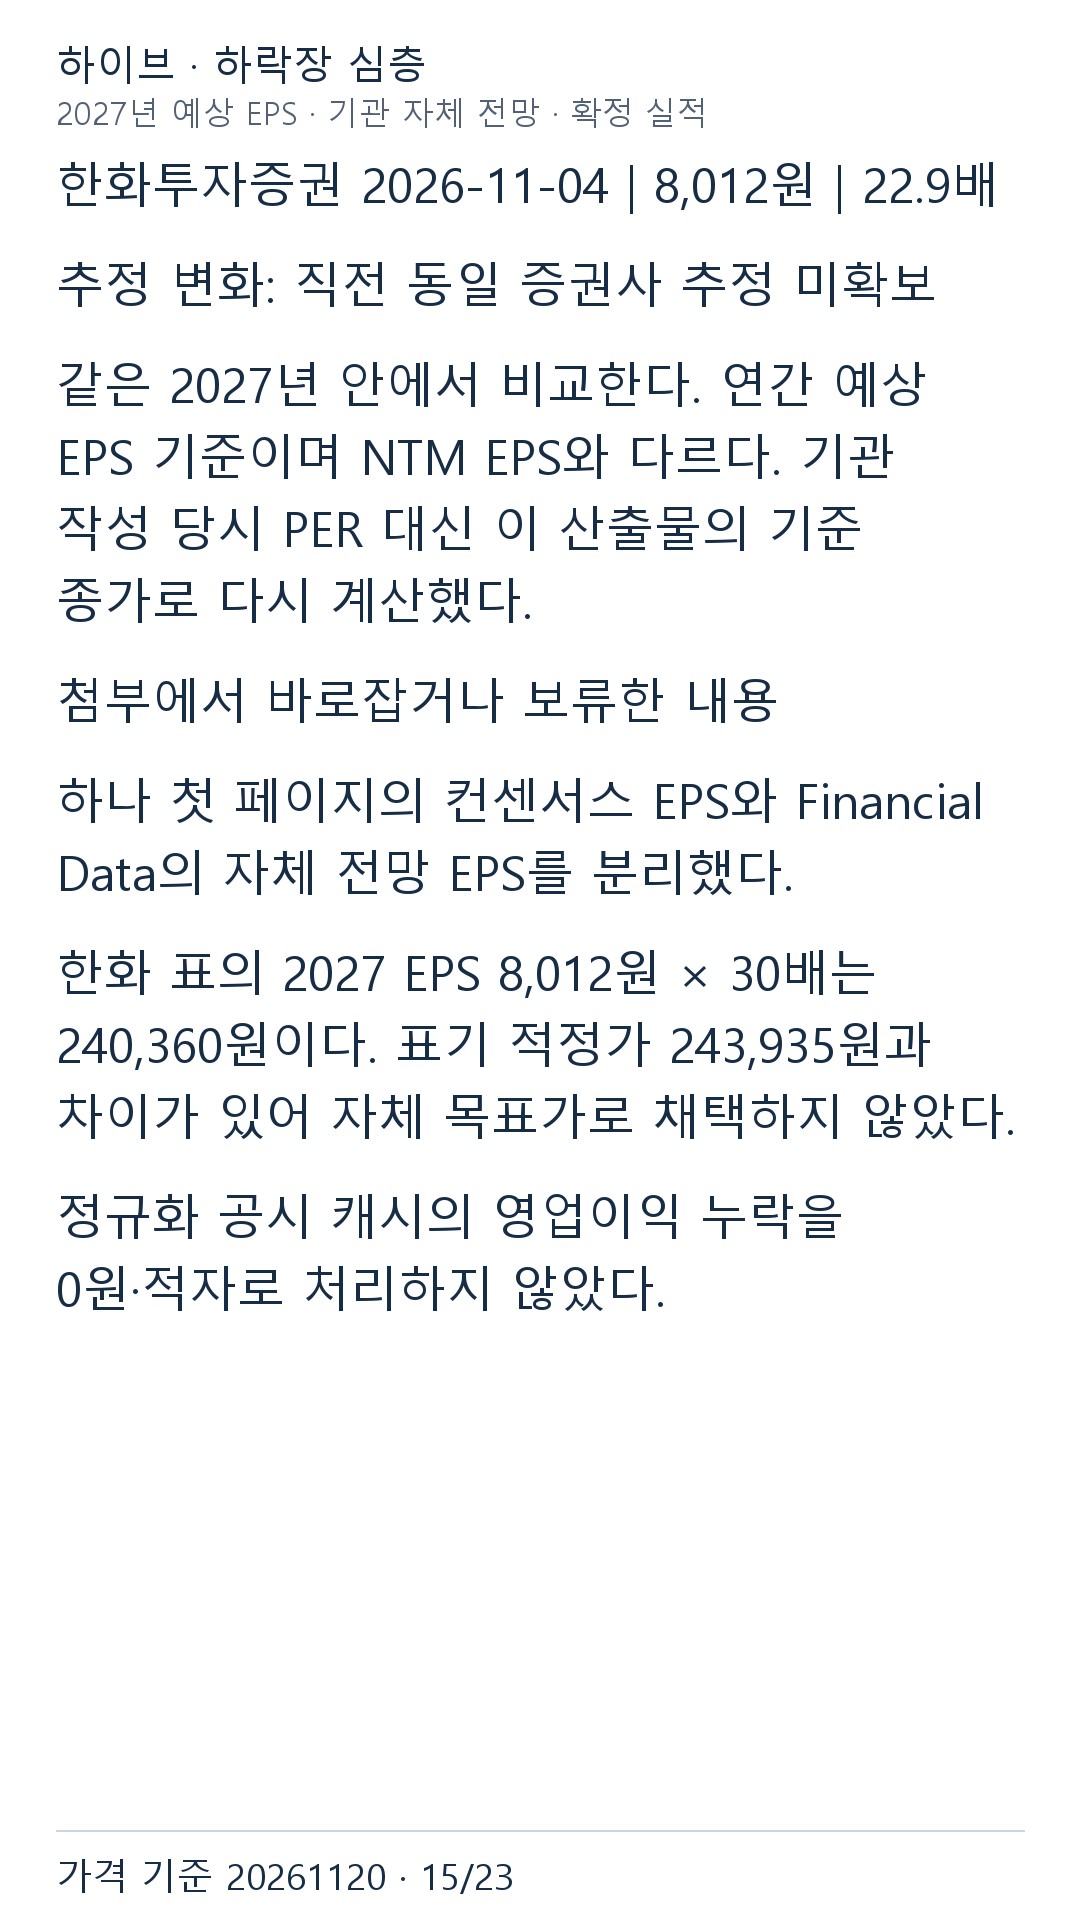 하이브 · 하락장 심층
2027년 예상 EPS · 기관 자체 전망 · 확정 실적
한화투자증권 2026-11-04 | 8,012원 | 22.9배
추정 변화: 직전 동일 증권사 추정 미확보
같은 2027년 안에서 비교한다. 연간 예상
EPS 기준이며 NTM EPS와 다르다. 기관
작성 당시 PER 대신 이 산출물의 기준
종가로 다시 계산했다.
첨부에서 바로잡거나 보류한 내용
하나 첫 페이지의 컨센서스 EPS와 Financial
Data의 자체 전망 EPS를 분리했다.
한화 표의 2027 EPS 8,012원 × 30배는
240,360원이다. 표기 적정가 243,935원과
차이가 있어 자체 목표가로 채택하지 않았다.
정규화 공시 캐시의 영업이익 누락을
0원·적자로 처리하지 않았다.
가격 기준 20261120 · 15/23